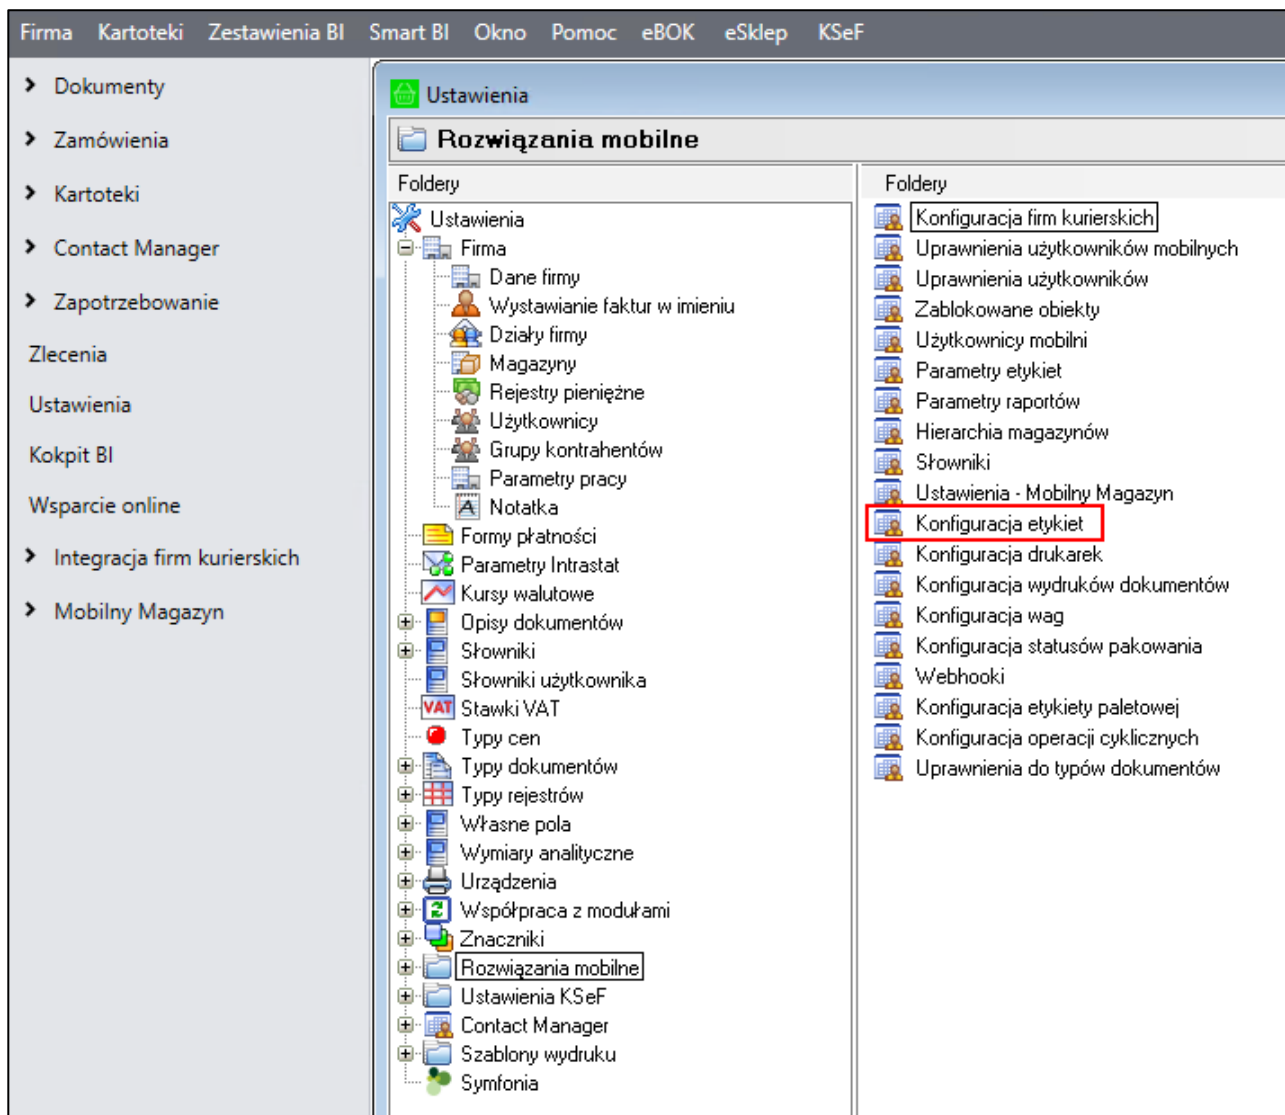 Firma Kartoteki Zestawienia BI Smart BI Okno Pomoc eBOK eSklep KSeF
Dokumenty
Zamówienia
Kartoteki
Contact Manager
Zapotrzebowanie
Zlecenia
Ustawienia
Kokpit BI
Wsparcie online
Integracja firm kurierskich
Mobilny Magazyn
Ustawienia
Rozwiązania mobilne
Foldery
Ustawienia
Firma
Dane firmy
Wystawianie faktur w imieniu
Działy firmy
Magazyny
Rejestry pieniężne
Użytkownicy
Grupy kontrahentów
Parametry pracy
Notatka
Formy płatności
Parametry Intrastat
Kursy walutowe
Opisy dokumentów
Słowniki
Słowniki użytkownika
VAT Stawki VAT
Typy cen
Typy dokumentów
Typy rejestrów
Własne pola
Wymiary analityczne
Urządzenia
Współpraca z modułami
Znaczniki
Rozwiązania mobilne
Ustawienia KSeF
Contact Manager
Szablony wydruku
Symfonia
Foldery
Konfiguracja firm kurierskich
Uprawnienia użytkowników mobilnych
Uprawnienia użytkowników
Zablokowane obiekty
Użytkownicy mobilni
Parametry etykiet
Parametry raportów
Hierarchia magazynów
Słowniki
Ustawienia - Mobilny Magazyn
Konfiguracja etykiet
Konfiguracja drukarek
Konfiguracja wydruków dokumentów
Konfiguracja wag
Konfiguracja statusów pakowania
Webhooki
Konfiguracja etykiety paletowej
Konfiguracja operacji cyklicznych
Uprawnienia do typów dokumentów